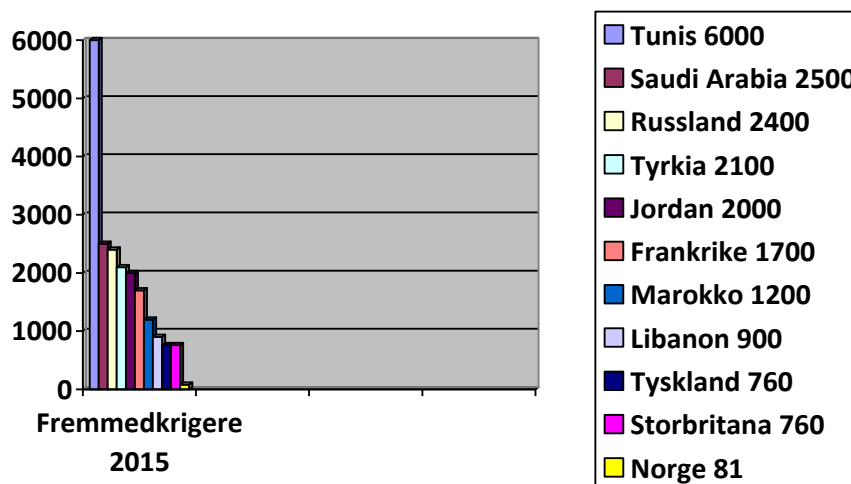 6000
5000
4000
3000
2000
1000
0
Fremmedkrigere
2015
Tunis 6000
Saudi Arabia 2500
Russland 2400
Tyrkia 2100
Jordan 2000
Frankrike 1700
Marokko 1200
Libanon 900
Tyskland 760
Storbritana 760
Norge 81